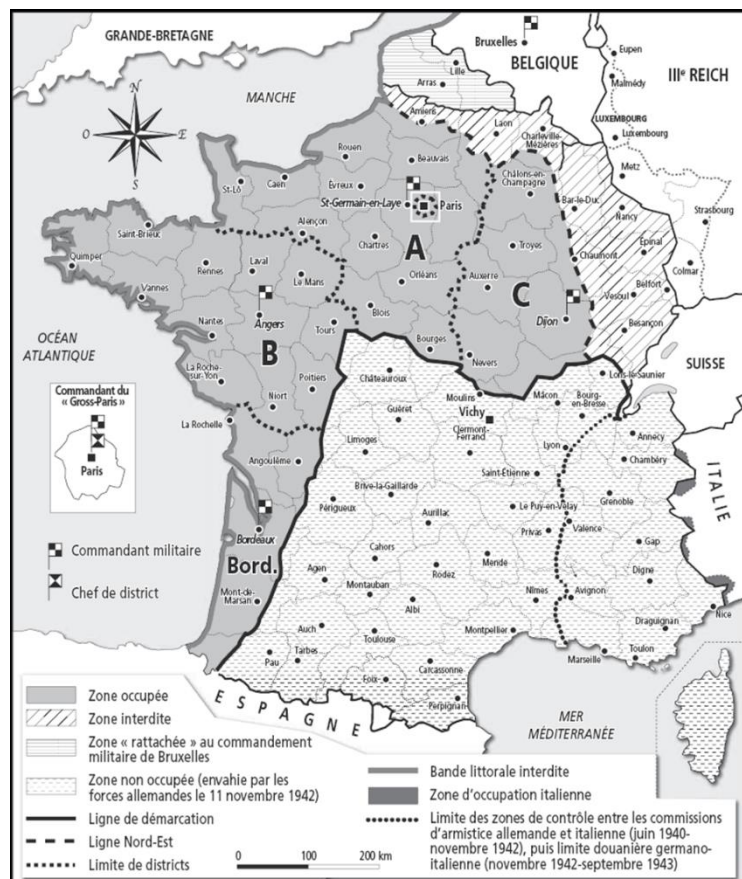 GRANDE-BRETAGNE
Bruxelles
BELGIQUE
IIIᵉ REICH
Eupen
Malmédy
Lille
Arras
MANCHE
N
O
E
S
LUXEMBOURG
Luxembourg
Amiens
Laon
Charleville-
Mézières
Rouen
Beauvais
Metz
St-Lô
Caen
Évreux
St-Germain-en-Laye
Paris
Châlons-en-
Champagne
Bar-le-Duc
Nancy
Strasbourg
Saint-Brieuc
Alençon
Chartres
A
Troyes
Chaumont
Épinal
Colmar
Quimper
Rennes
Laval
Le Mans
Orléans
Auxerre
C
Belfort
Vesoul
Vannes
Angers
Blois
Dijon
Besançon
Nantes
B
Tours
Bourges
Nevers
SUISSE
OCÉAN
ATLANTIQUE
La Roche-
sur-Yon
Poitiers
Niort
Châteauroux
Lons-le-Saunier
Commandant du
« Gross-Paris »
Paris
La Rochelle
Moulins
Vichy
Mâcon
Bourg-
en-Bresse
Guéret
Clermont-
Ferrand
Annecy
Angoulême
Limoges
Lyon
Chambéry
Saint-Étienne
ITALIE
Brive-la-Gaillarde
Périgueux
Le Puy-en-Velay
Grenoble
Bordeaux
Aurillac
Privas
Valence
Gap
Commandant militaire
Bord.
Cahors
Mende
Digne
Chef de district
Agen
Rodez
Mont-de-
Marsan
Montauban
Albi
Nîmes
Avignon
Nice
Auch
Toulouse
Montpellier
Draguignan
Pau
Tarbes
Marseille
Toulon
Foix
Carcassonne
Perpignan
ESPAGNE
MER
MÉDITERRANÉE
Zone occupée
Zone interdite
Zone « rattachée » au commandement
militaire de Bruxelles
Zone non occupée (envahie par les
forces allemandes le 11 novembre 1942)
Ligne de démarcation
Ligne Nord-Est
Limite de districts
0 100 200 km
Bande littorale interdite
Zone d'occupation italienne
Limite des zones de contrôle entre les commissions
d'armistice allemande et italienne (juin 1940-
novembre 1942), puis limite douanière germano-
italienne (novembre 1942-septembre 1943)